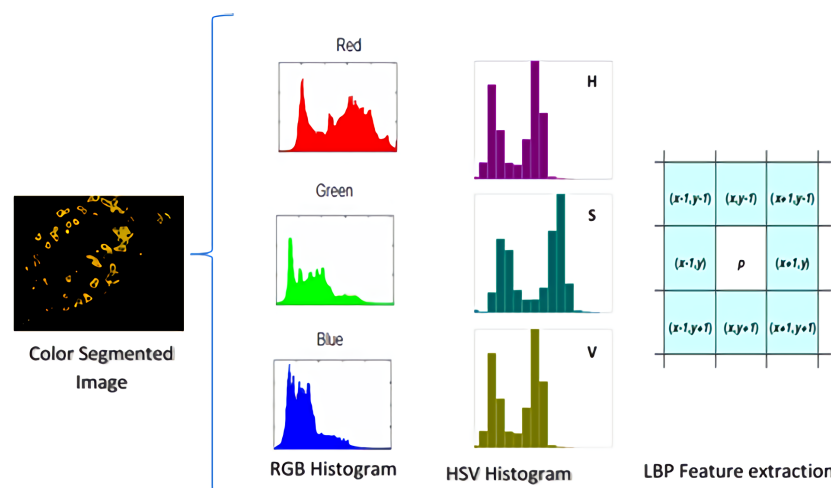 Red
Green
Blue
RGB Histogram
H
S
V
HSV Histogram
(x-1,y-1) (x,y-1) (x+1,y-1)
(x-1,y) p (x+1,y)
(x-1,y+1) (x,y+1) (x+1,y+1)
LBP Feature extraction
Color Segmented
Image